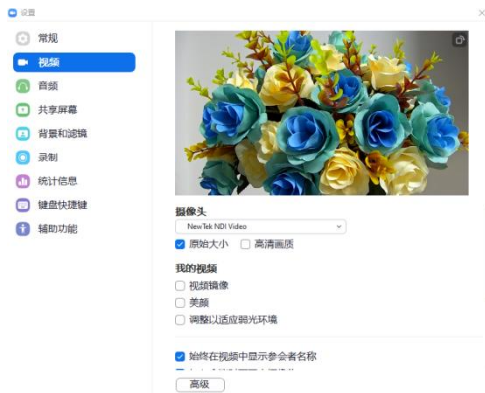 设置
常规
视频
音频
共享屏幕
背景和滤镜
录制
统计信息
键盘快捷键
辅助功能
摄像头
NewTek NDI Video
原始大小 高清画质
我的视频
视频镜像
美颜
调整以适应弱光环境
始终在视频中显示参会者名称
高级